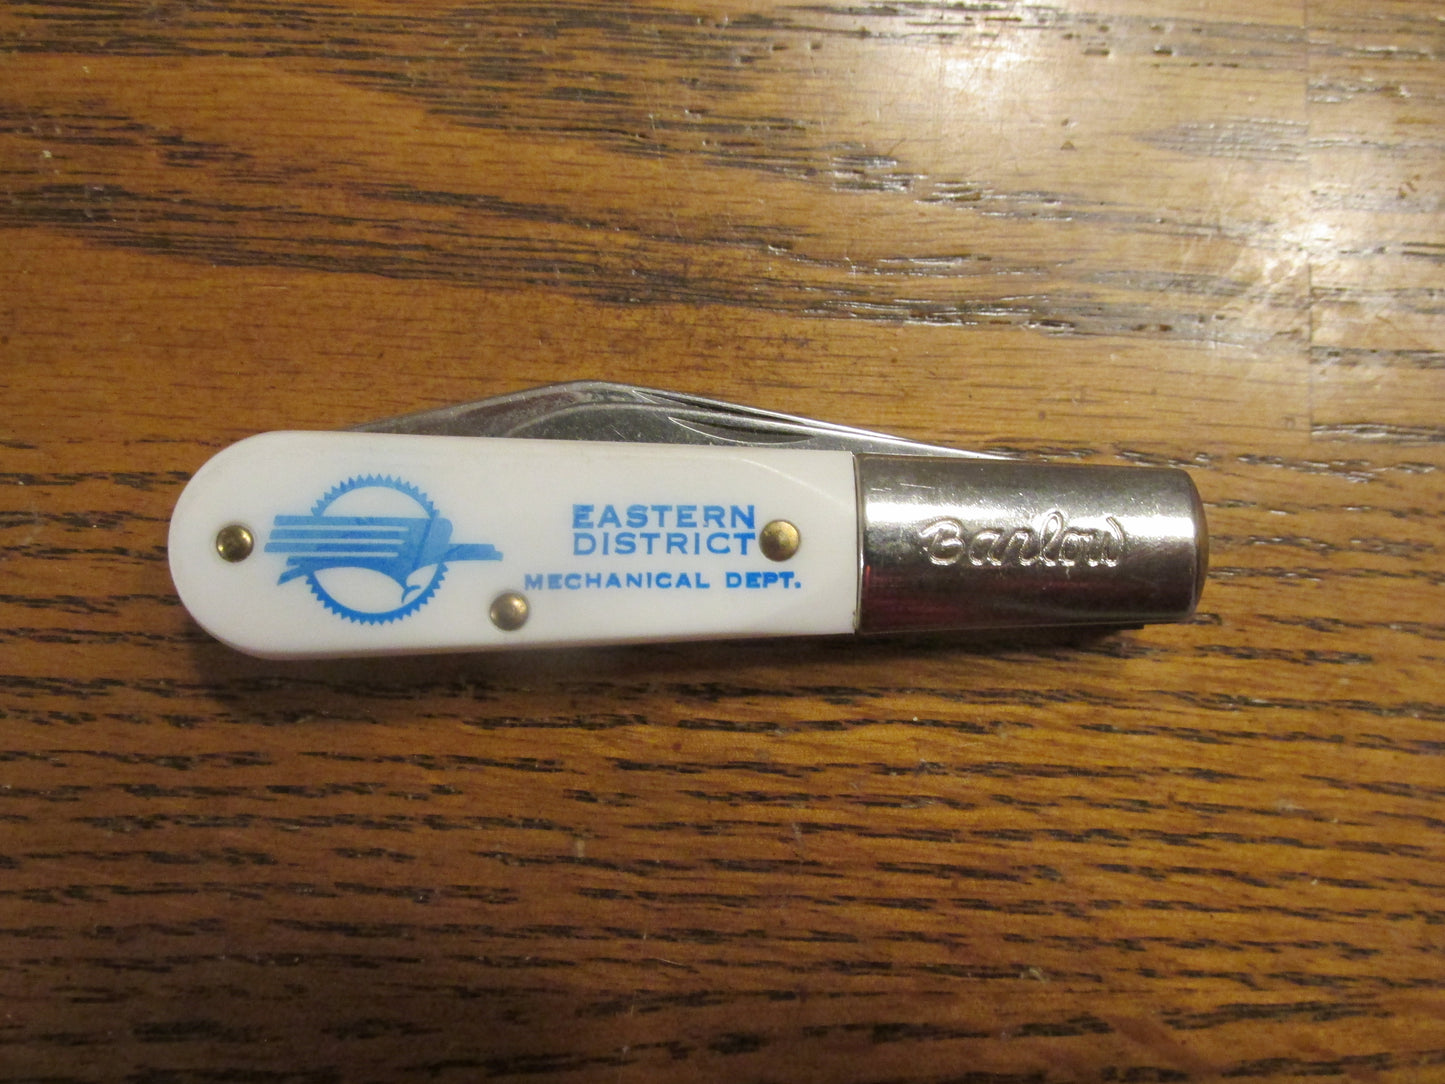 EASTERN
DISTRICT
MECHANICAL DEPT.
Barlow